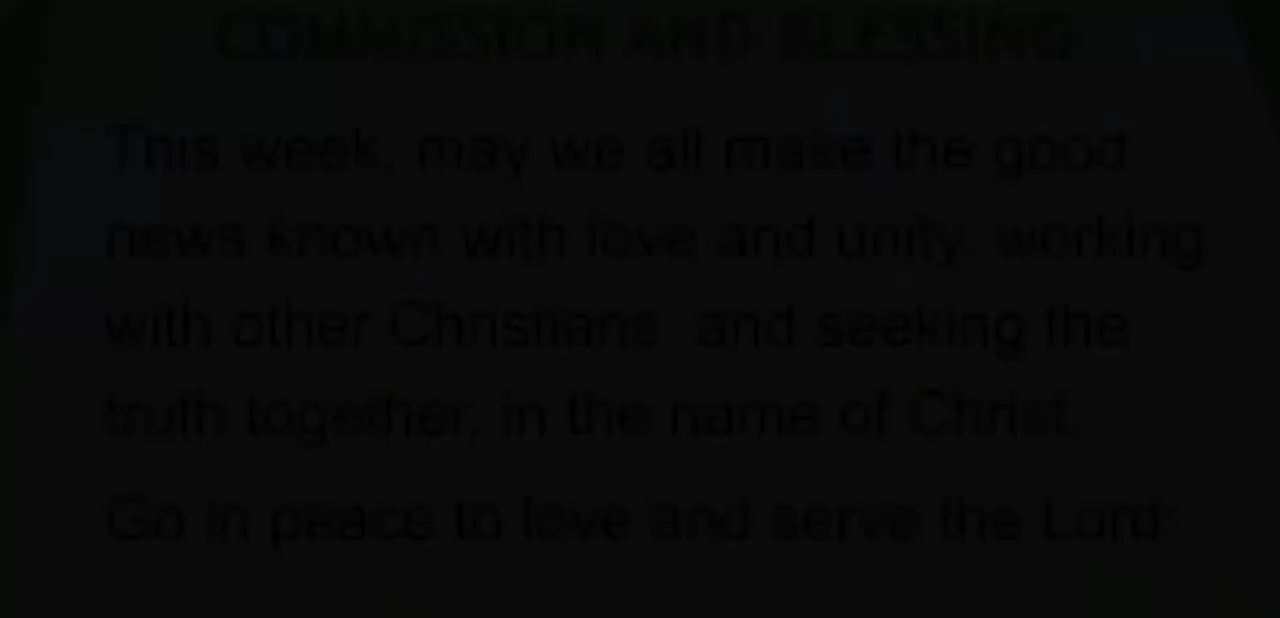 COMMISSION AND BLESSING
This week, may we all make the good
news known with love and unity, working
with other Christians, and seeking the
truth together, in the name of Christ.
Go in peace to love and serve the Lord.